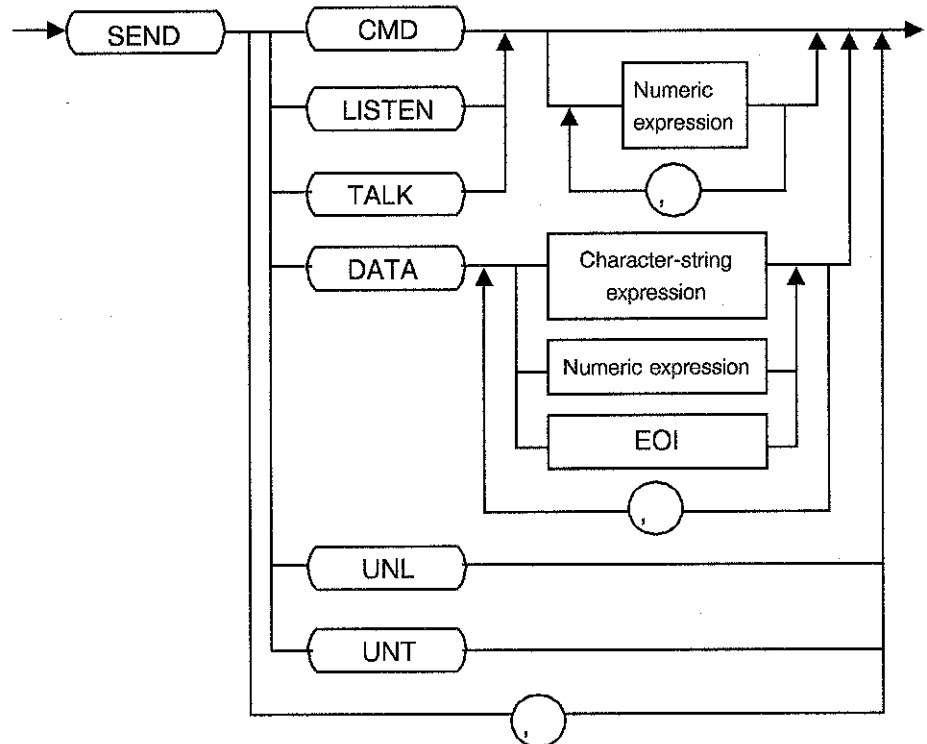 SEND
CMD
Numeric
expression
LISTEN
,
TALK
DATA
Character-string
expression
Numeric expression
EOI
,
UNL
UNT
,